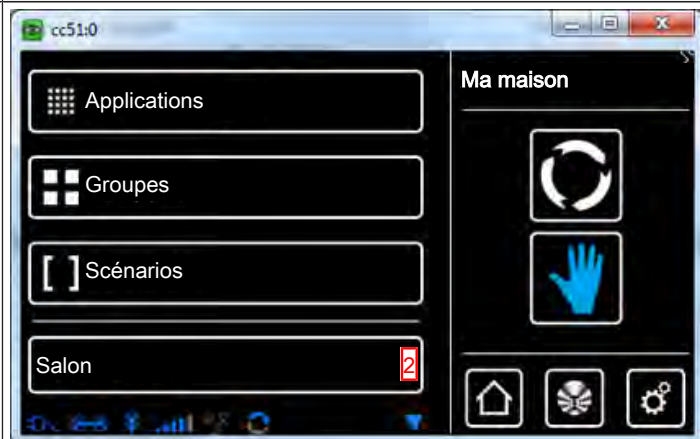 cc51:0
Applications
Groupes
Scénarios
Salon
2
Ma maison